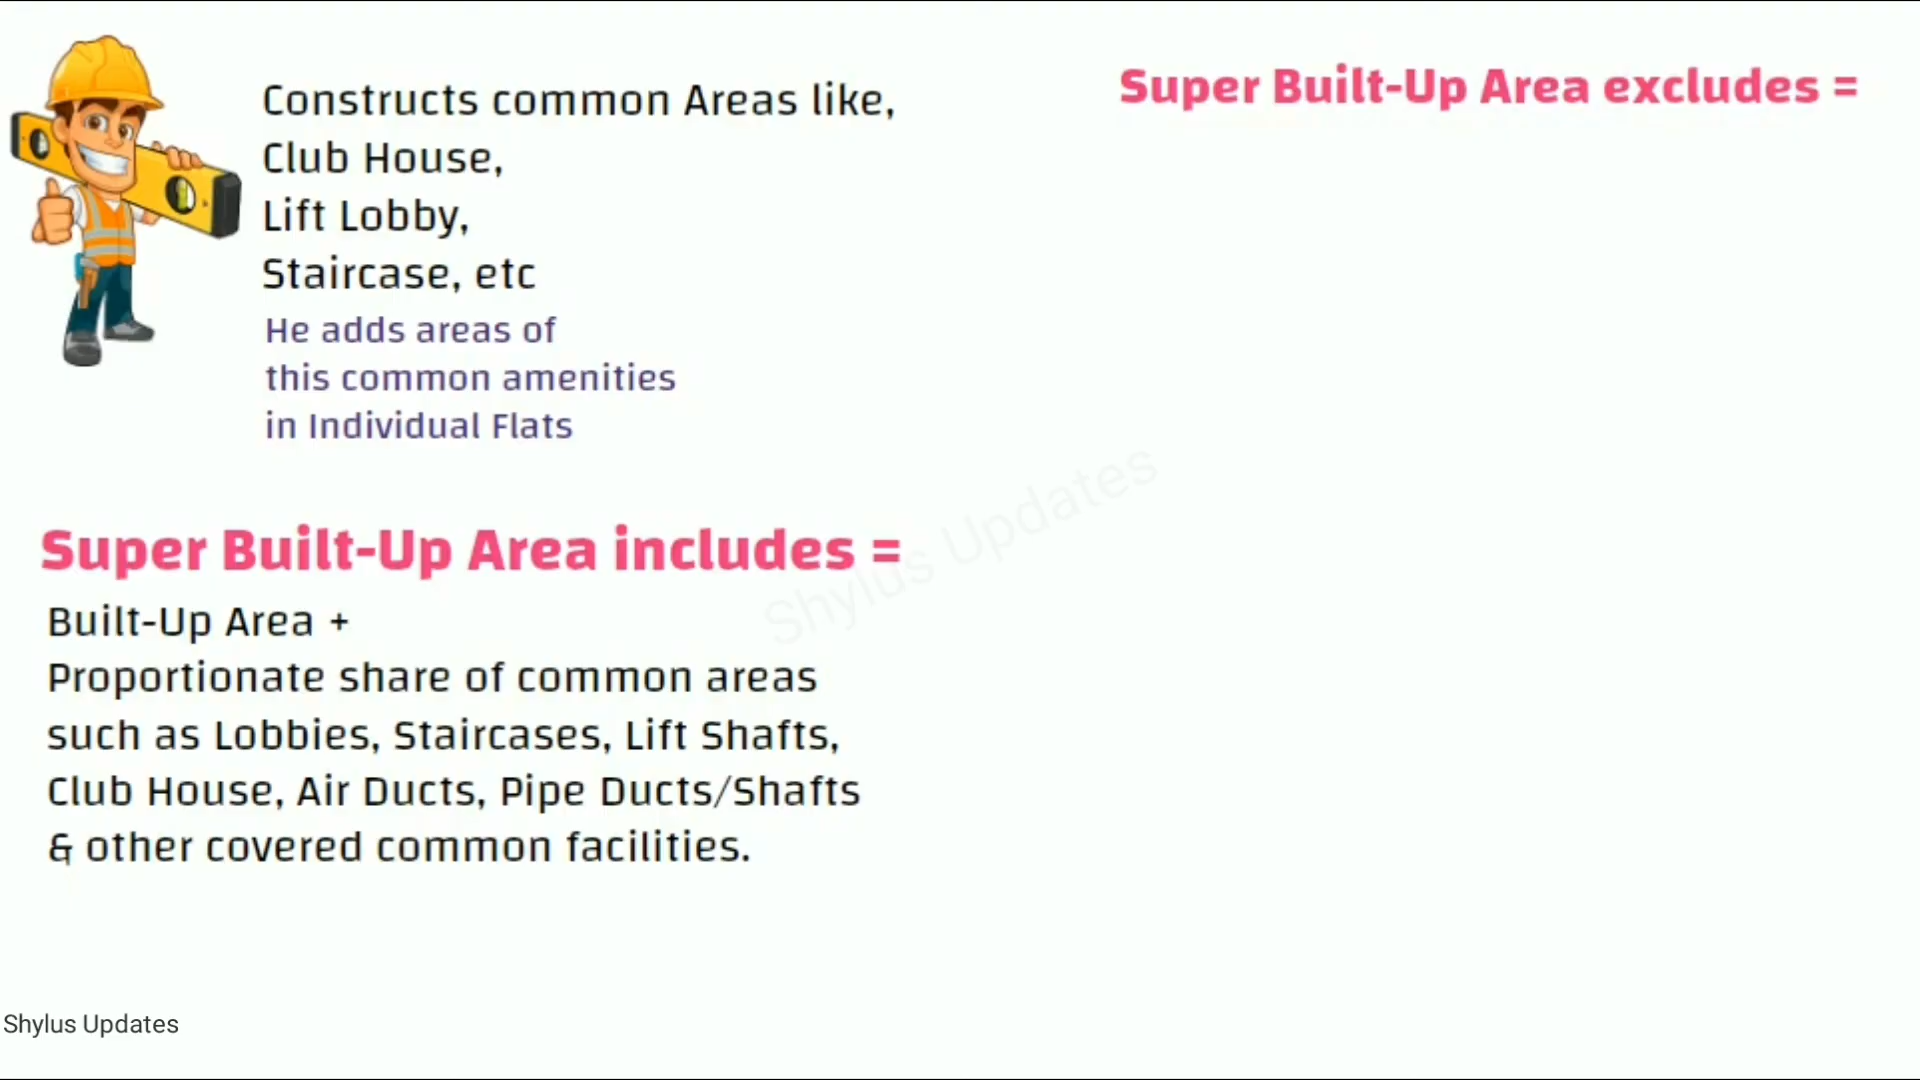 Constructs common Areas like,
Club House,
Lift Lobby,
Staircase, etc
He adds areas of
this common amenities
in Individual Flats
Super Built-Up Area includes =
Built-Up Area +
Proportionate share of common areas
such as Lobbies, Staircases, Lift Shafts,
Club House, Air Ducts, Pipe Ducts/Shafts
& other covered common facilities.
Super Built-Up Area excludes =
Shylus Updates
Shylus Updates